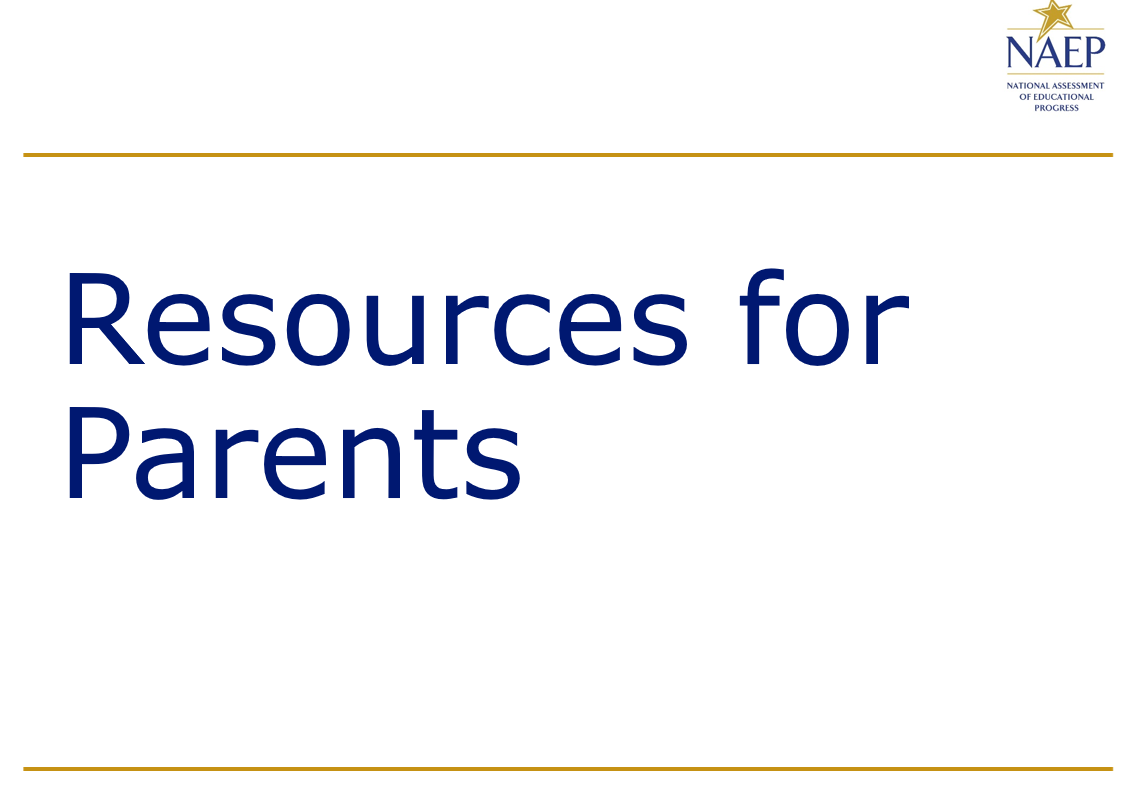 NAEP
NATIONAL ASSESSMENT
OF EDUCATIONAL
PROGRESS
Resources for
Parents